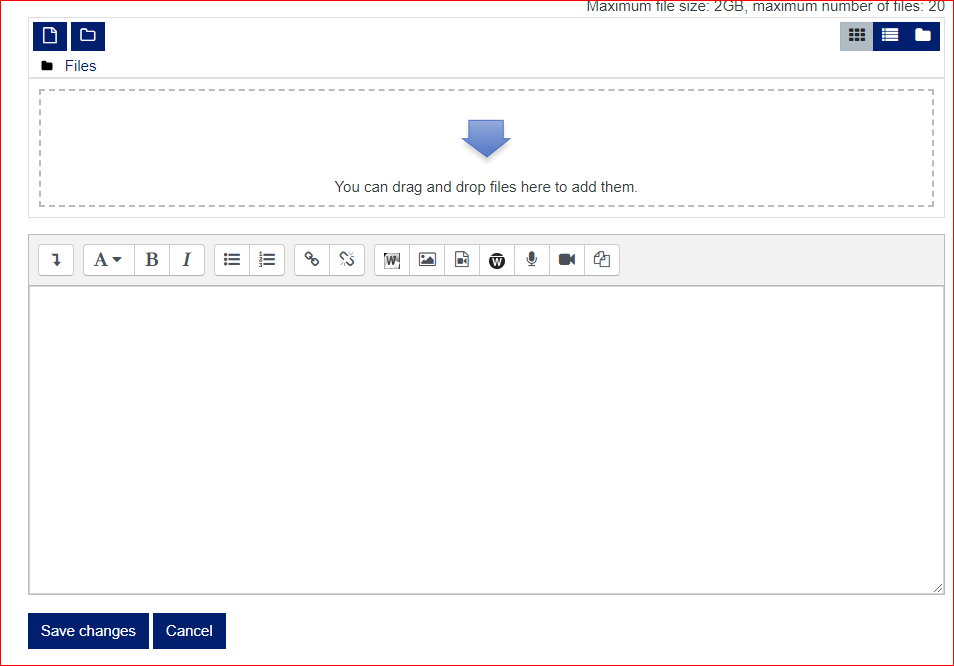 Maximum file size: 2GB, maximum number of files: 20
Files
You can drag and drop files here to add them.
A B I W W
Save changes Cancel